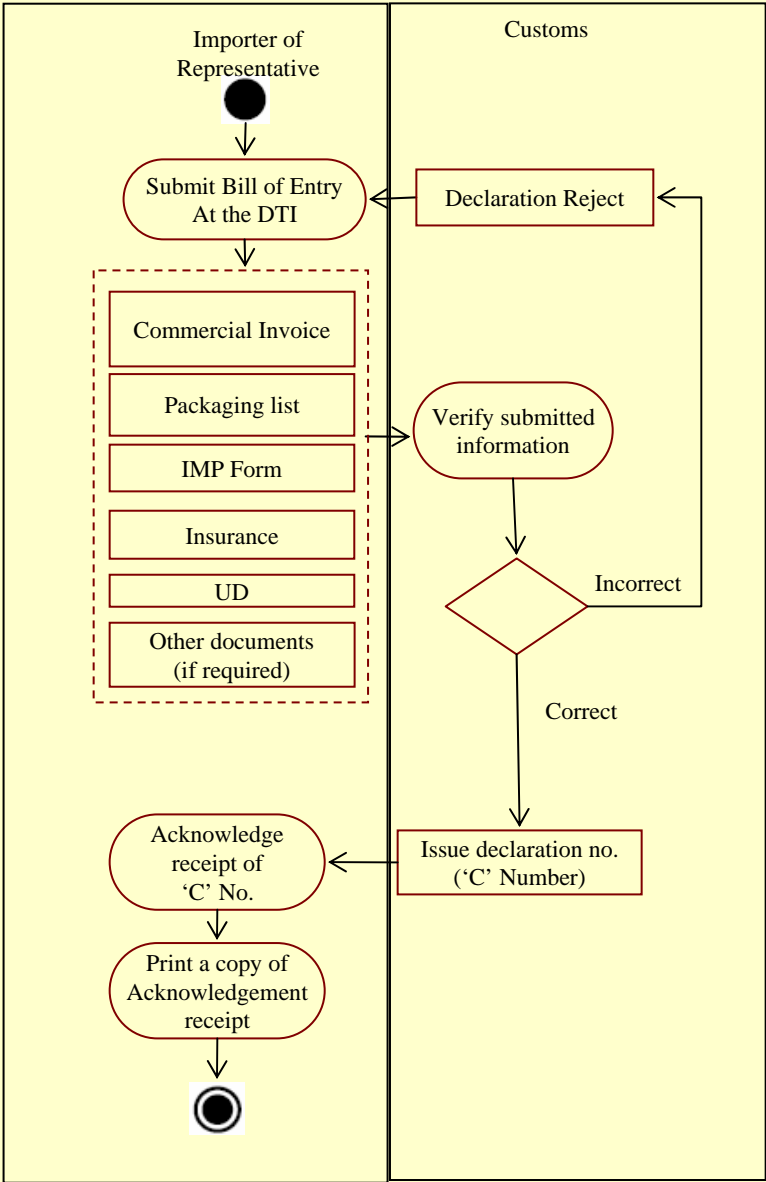 Importer of
Representative
Customs
Submit Bill of Entry
At the DTI
Declaration Reject
Commercial Invoice
Packaging list
IMP Form
Insurance
UD
Other documents
(if required)
Verify submitted
information
Incorrect
Correct
Issue declaration no.
(‘C’ Number)
Acknowledge
receipt of
‘C’ No.
Print a copy of
Acknowledgement
receipt